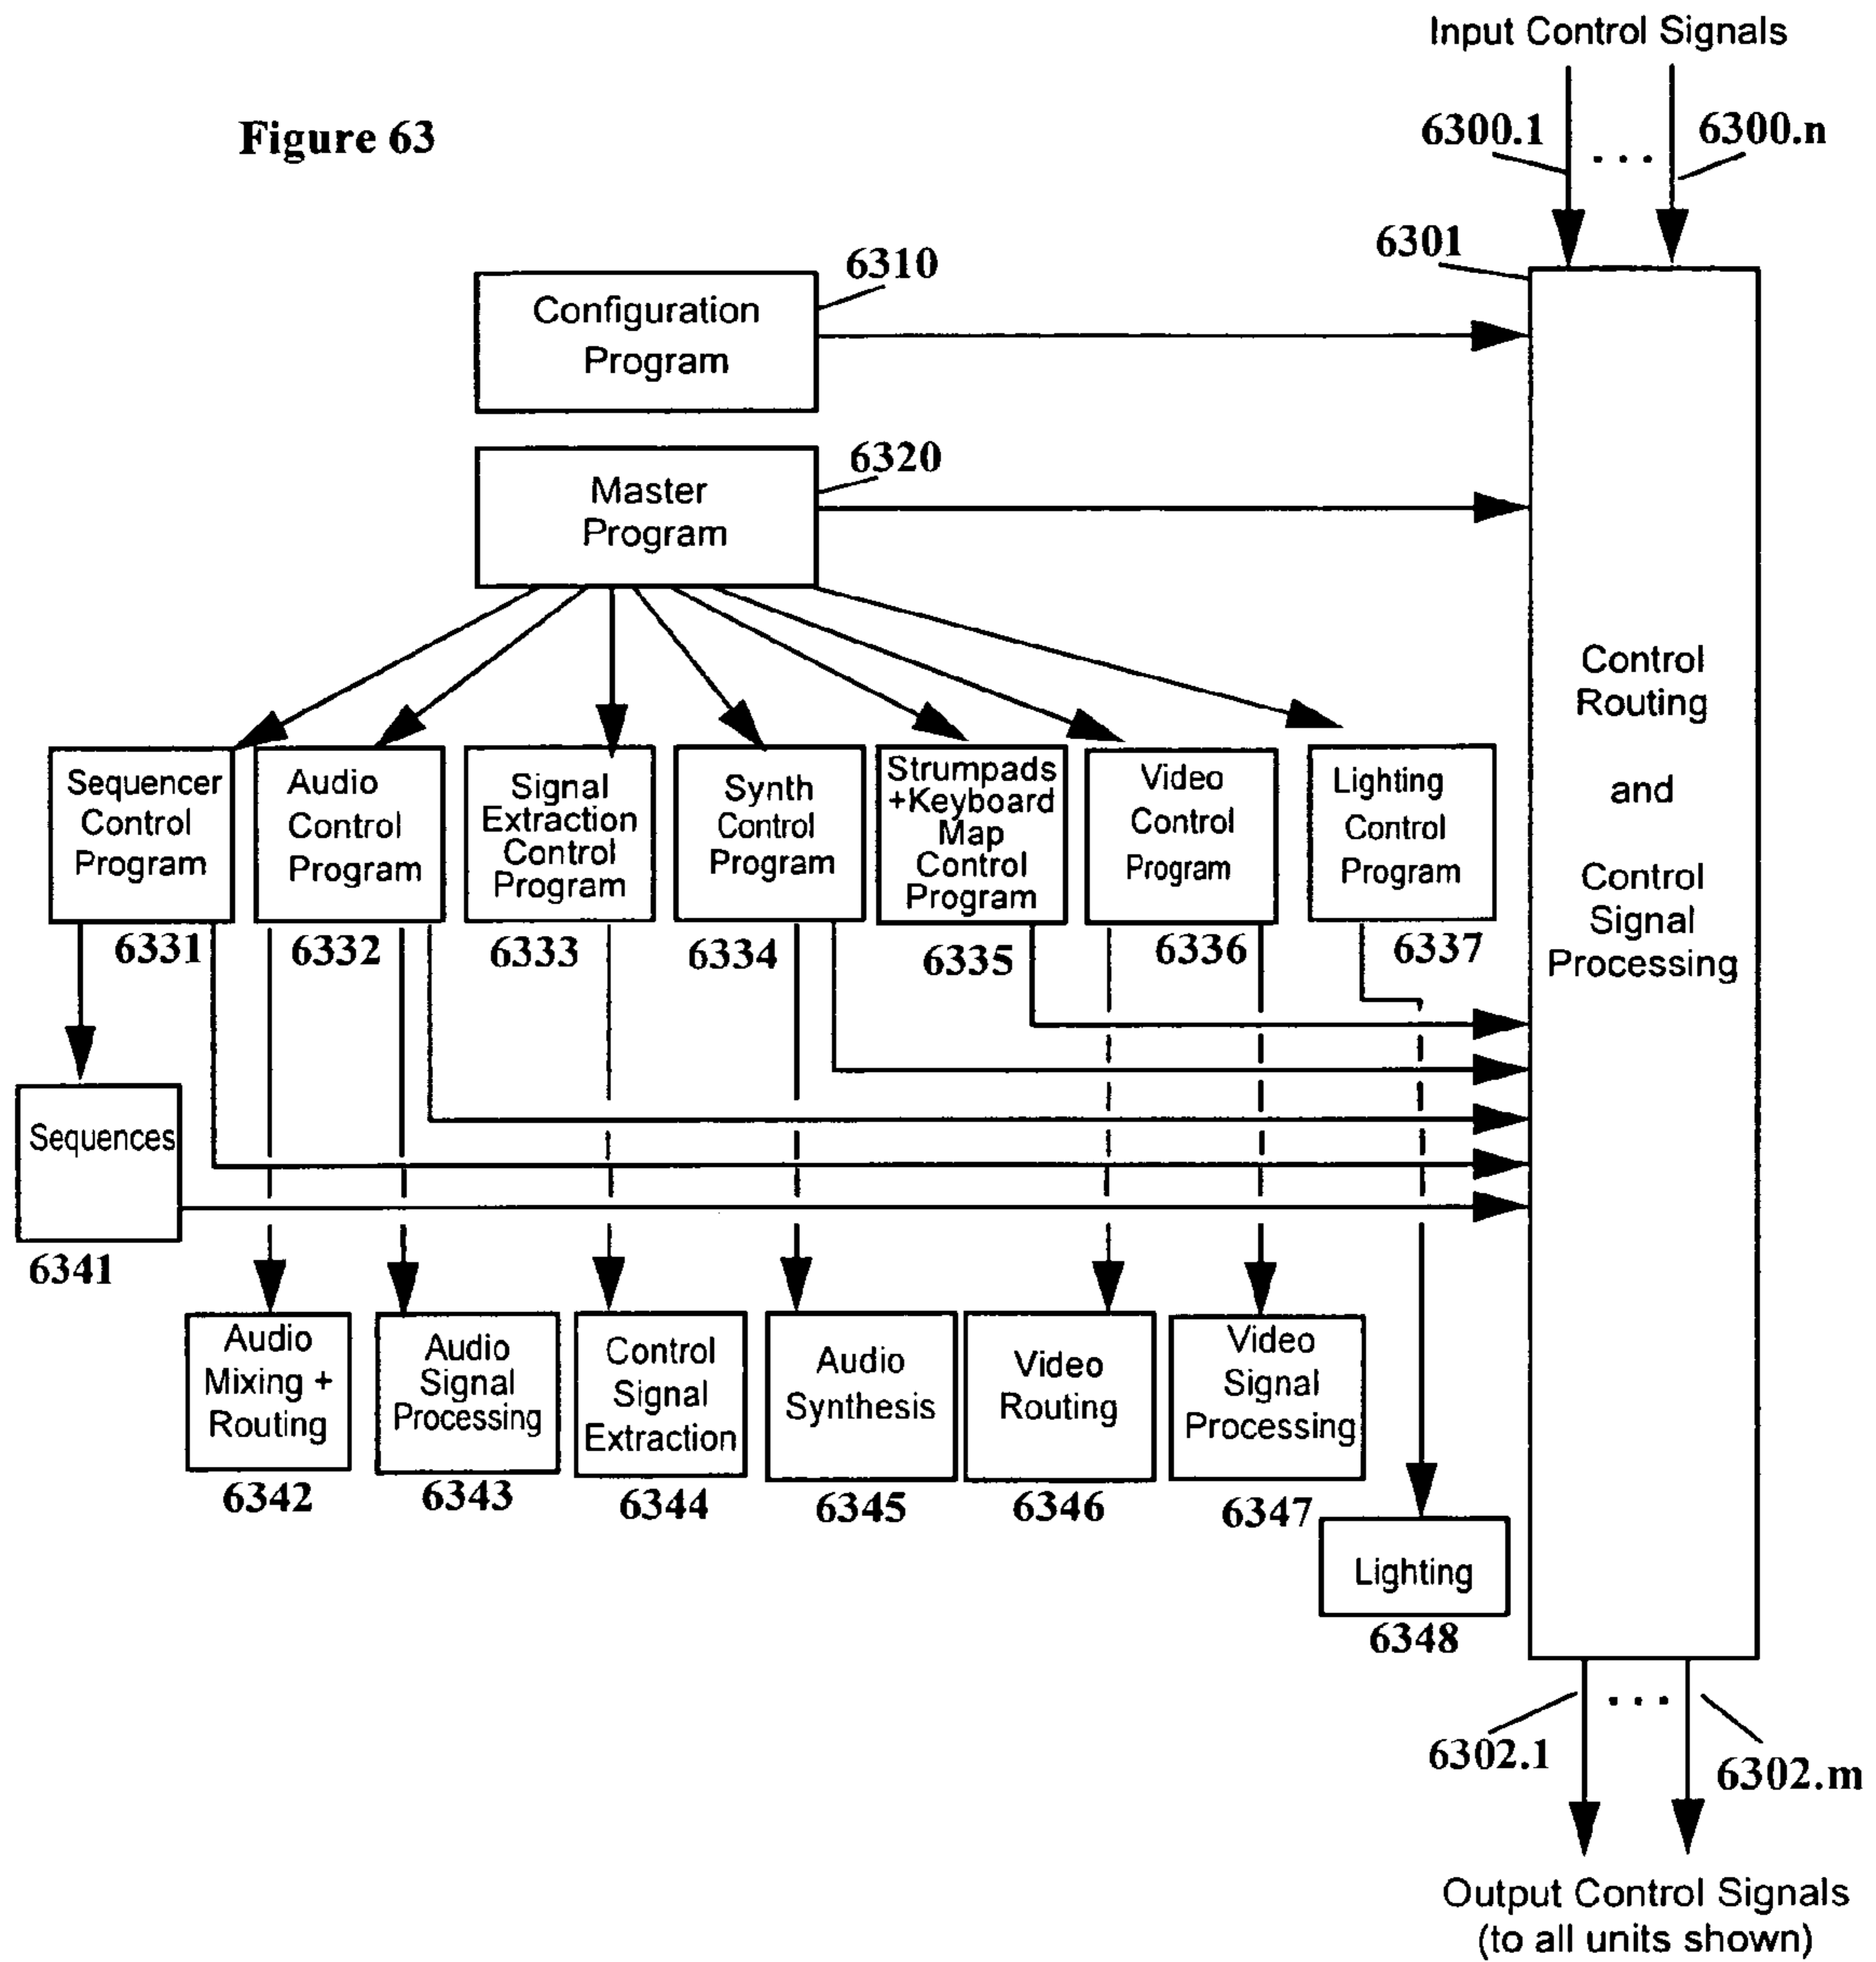 Input Control Signals
Figure 63
6300.1
. . .
6300.n
6301
6310
Configuration
Program
6320
Master
Program
Control
Routing
and
Control
Signal
Processing
Sequencer
Control
Program
Audio
Control
Program
Signal
Extraction
Control
Program
Synth
Control
Program
Strumpads
+Keyboard
Map
Control
Program
Video
Control
Program
Lighting
Control
Program
6331
6332
6333
6334
6335
6336
6337
Sequences
6341
Audio
Mixing +
Routing
Audio
Signal
Processing
Control
Signal
Extraction
Audio
Synthesis
Video
Routing
Video
Signal
Processing
6342
6343
6344
6345
6346
6347
Lighting
6348
6302.1
. . .
6302.m
Output Control Signals
(to all units shown)